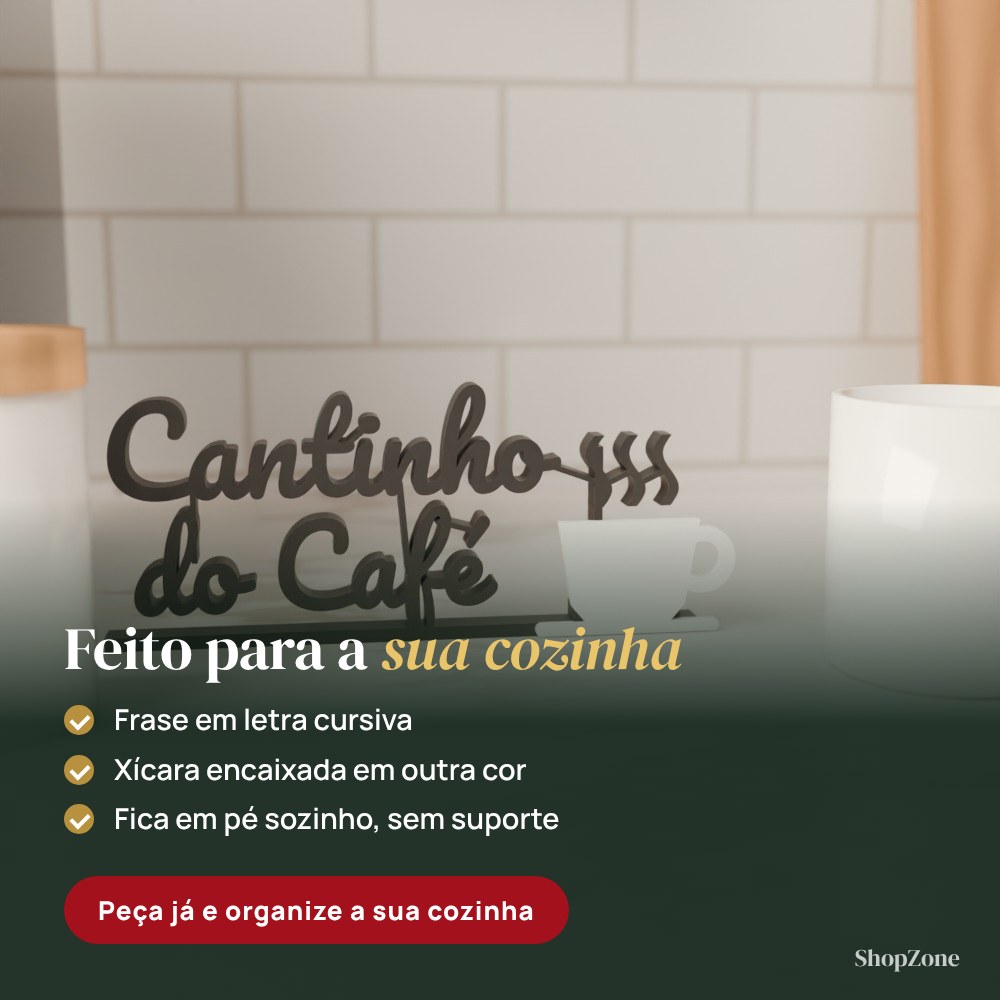 Cantinho
do Café
Feito para a sua cozinha
Frase em letra cursiva
Xícara encaixada em outra cor
Fica em pé sozinho, sem suporte
Peça já e organize a sua cozinha
ShopZone